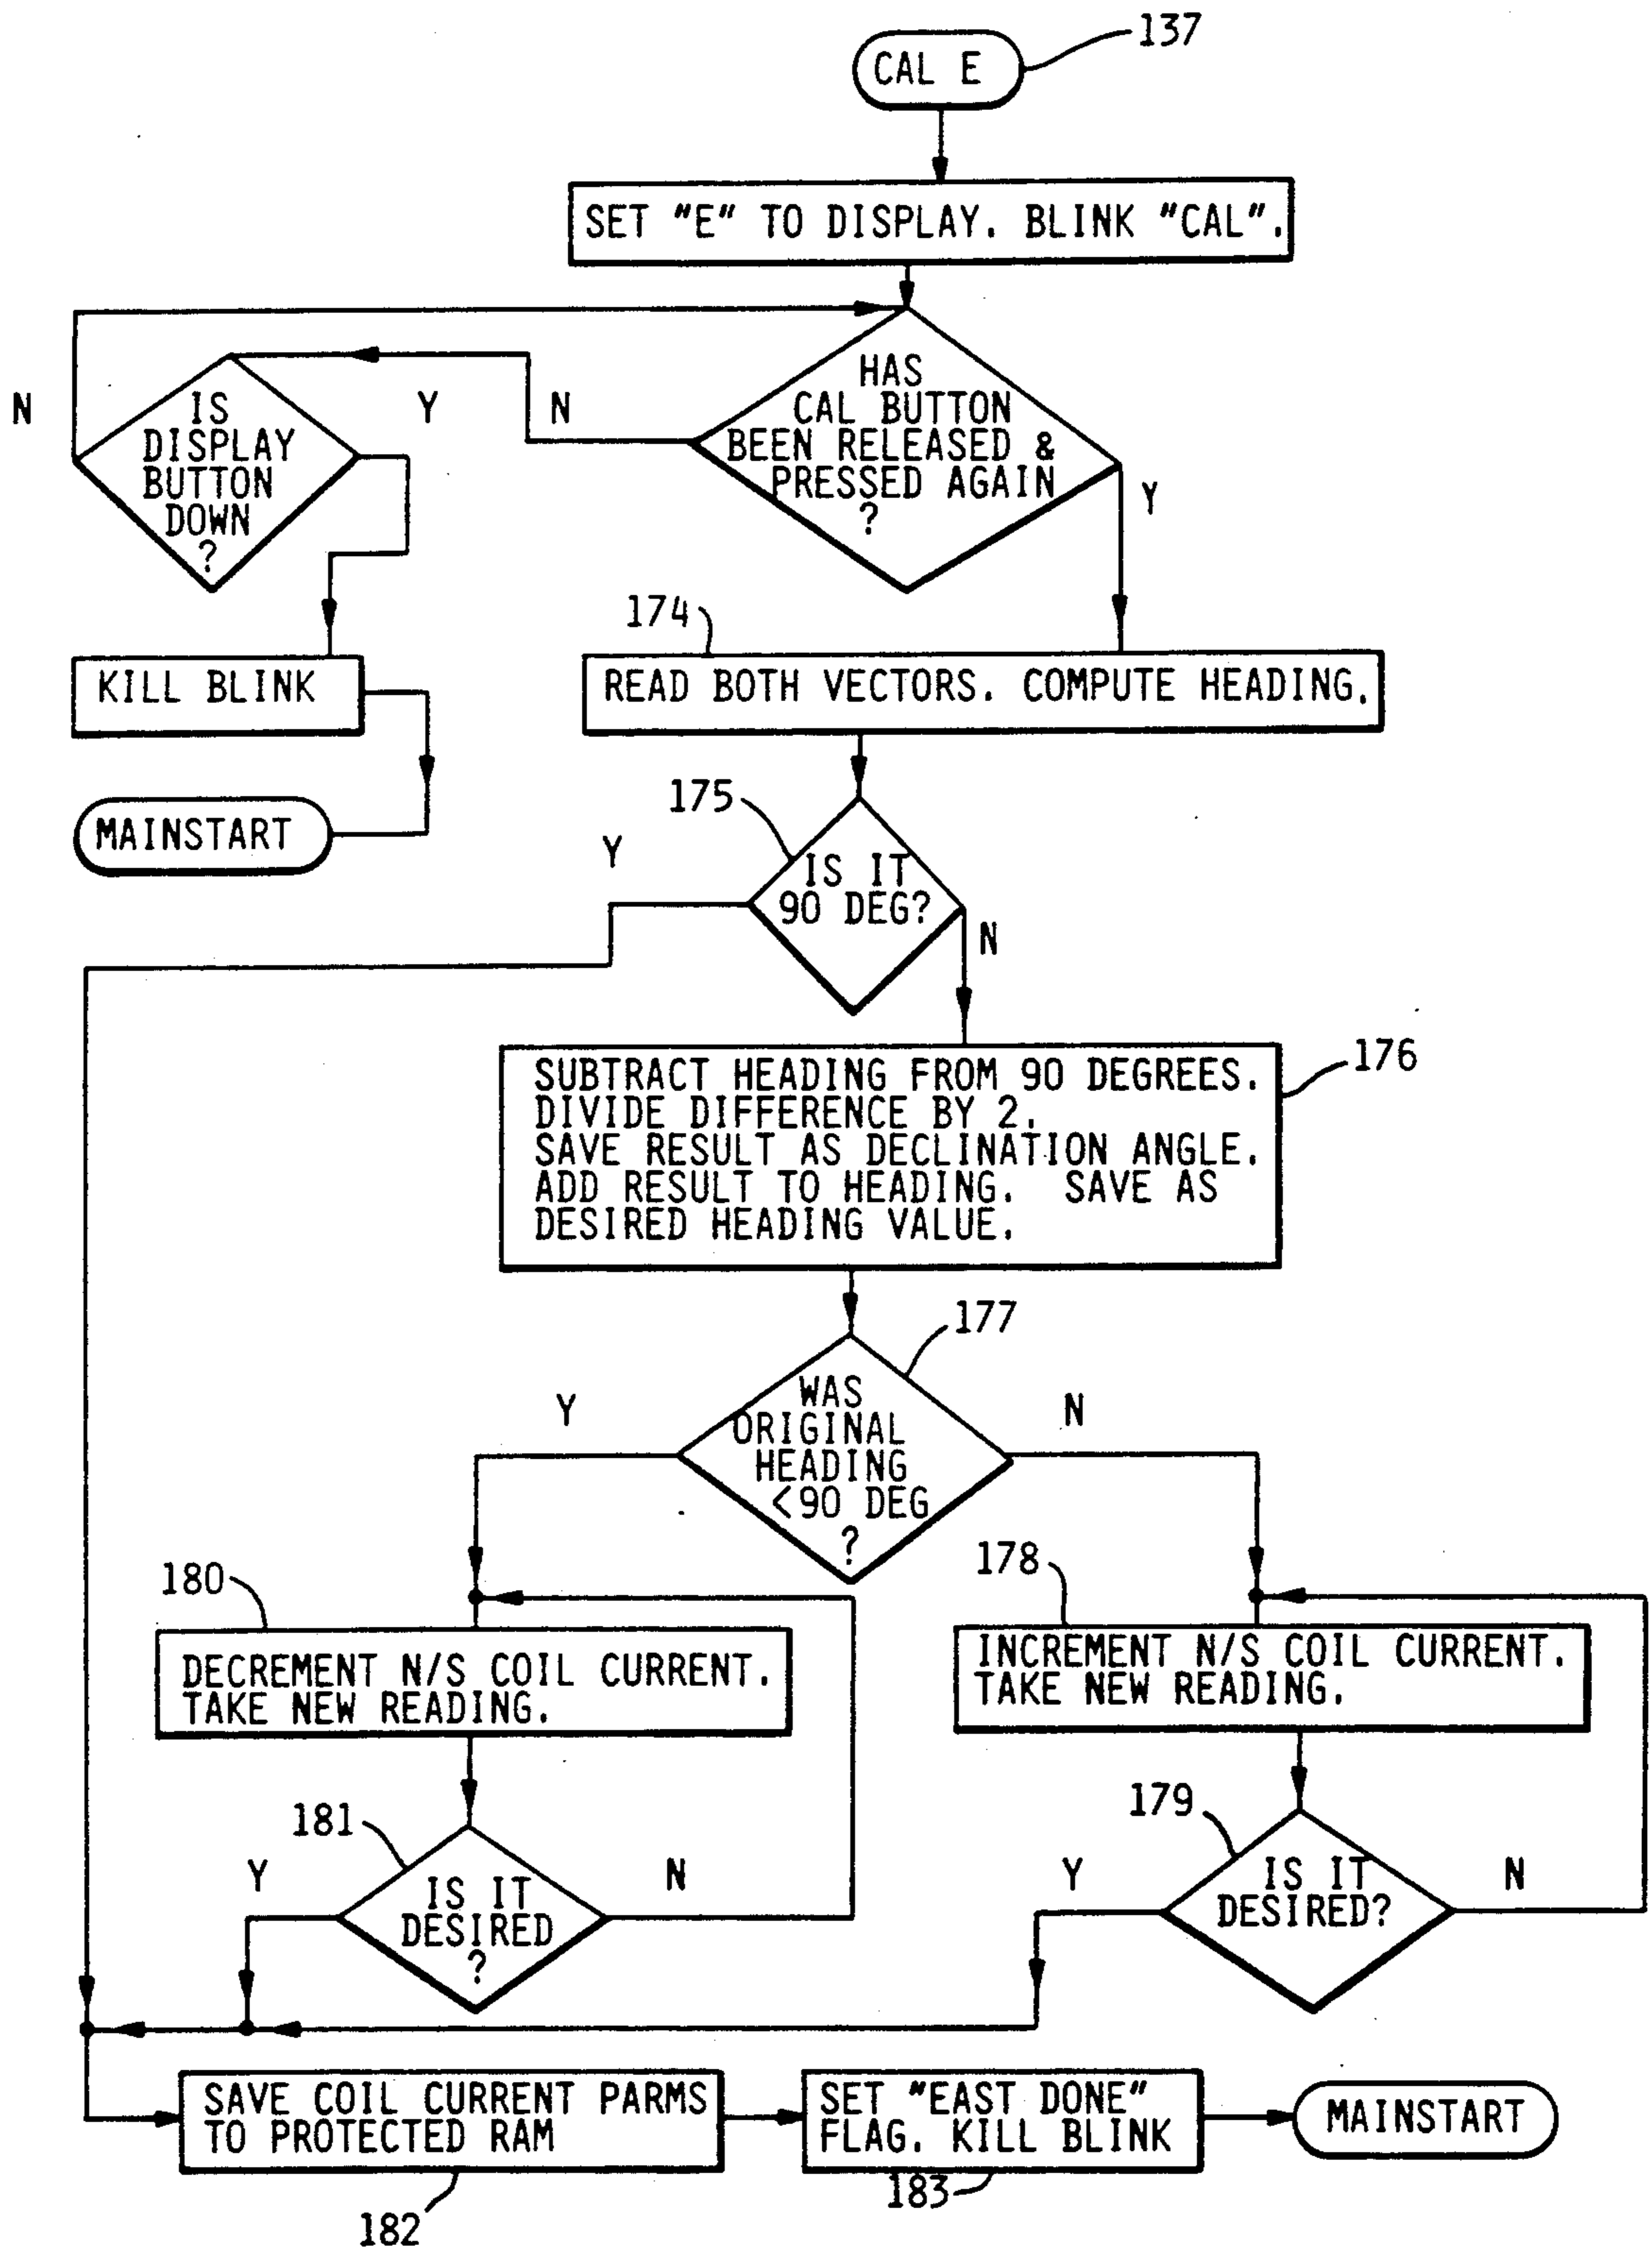 137
CAL E
SET "E" TO DISPLAY. BLINK "CAL".
N
IS
DISPLAY
BUTTON
DOWN
?
Y
N
HAS
CAL BUTTON
BEEN RELEASED &
PRESSED AGAIN
?
Y
KILL BLINK
MAINSTART
174
READ BOTH VECTORS. COMPUTE HEADING.
175
Y
IS IT
90 DEG?
N
176
SUBTRACT HEADING FROM 90 DEGREES.
DIVIDE DIFFERENCE BY 2.
SAVE RESULT AS DECLINATION ANGLE.
ADD RESULT TO HEADING. SAVE AS
DESIRED HEADING VALUE.
177
Y
WAS
ORIGINAL
HEADING
<90 DEG
?
N
180
DECREMENT N/S COIL CURRENT.
TAKE NEW READING.
178
INCREMENT N/S COIL CURRENT.
TAKE NEW READING.
181
Y
IS IT
DESIRED
?
N
179
Y
IS IT
DESIRED?
N
SAVE COIL CURRENT PARMS
TO PROTECTED RAM
182
SET "EAST DONE"
FLAG. KILL BLINK
183
MAINSTART